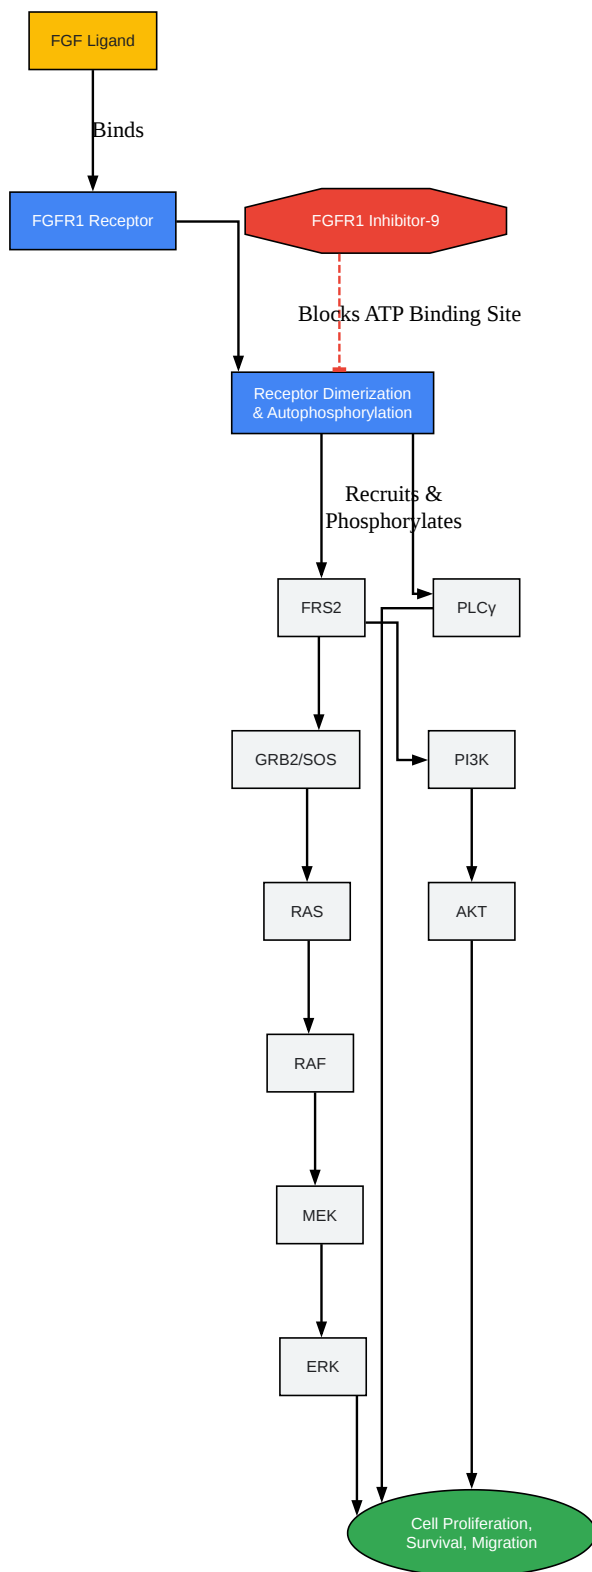 FGF Ligand
Binds
FGFR1 Receptor
FGFR1 Inhibitor-9
Blocks ATP Binding Site
Receptor Dimerization
& Autophosphorylation
Recruits &
Phosphorylates
FRS2
PLCγ
GRB2/SOS
PI3K
RAS
AKT
RAF
MEK
ERK
Cell Proliferation,
Survival, Migration